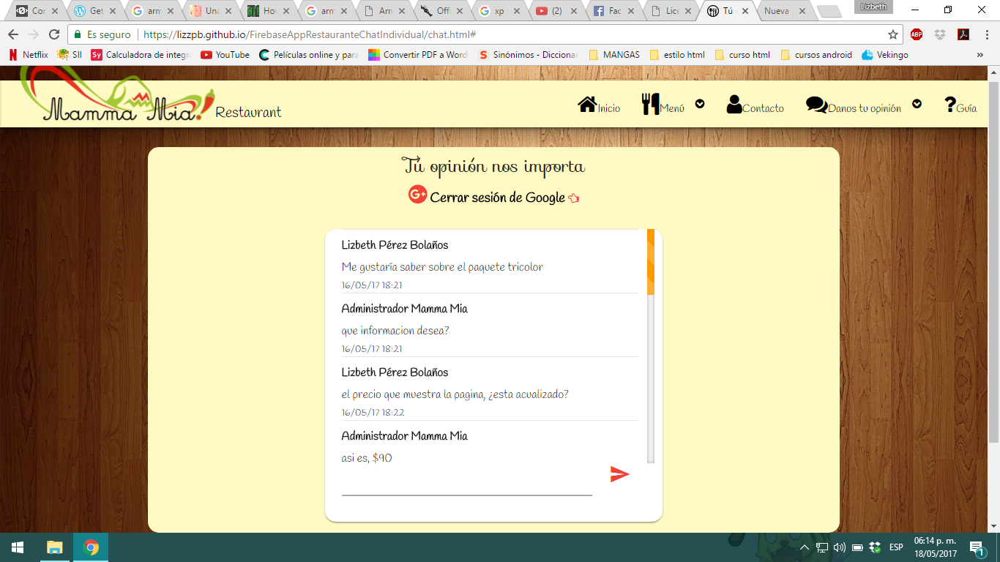 Lizbeth
Cor
Get
arm
Una
Hov
arm
Arn
Offi
xp s
(2)
Fac
Lice
Tú o
Nueva
Es seguro https://lizzpb.github.io/FirebaseAppRestauranteChatIndividual/chat.html#
ABP
Netflix SII Calculadora de integra YouTube Películas online y para Convertir PDF a Word Sinónimos - Diccionar MANGAS estilo html curso html cursos android Vekingo »
Mamma Mia! Restaurant
Inicio Menú Contacto Danos tu opinión ?Guía
Tú opinión nos importa
G+ Cerrar sesión de Google
Lizbeth Pérez Bolaños
Me gustaría saber sobre el paquete tricolor
16/05/17 18:21
Administrador Mamma Mia
que informacion desea?
16/05/17 18:21
Lizbeth Pérez Bolaños
el precio que muestra la pagina, ¿esta acualizado?
16/05/17 18:22
Administrador Mamma Mia
asi es, $90
ESP
06:14 p. m.
18/05/2017
1